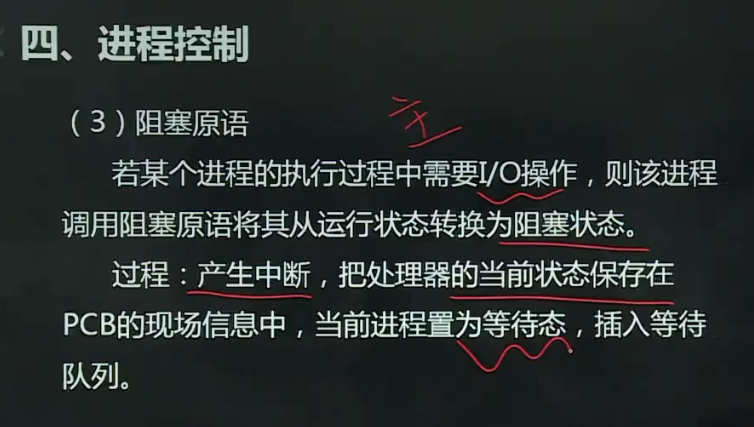 四、进程控制
（3）阻塞原语
主
若某个进程的执行过程中需要I/O操作，则该进程
调用阻塞原语将其从运行状态转换为阻塞状态。
过程：产生中断，把处理器的当前状态保存在
PCB的现场信息中，当前进程置为等待态，插入等待
队列。